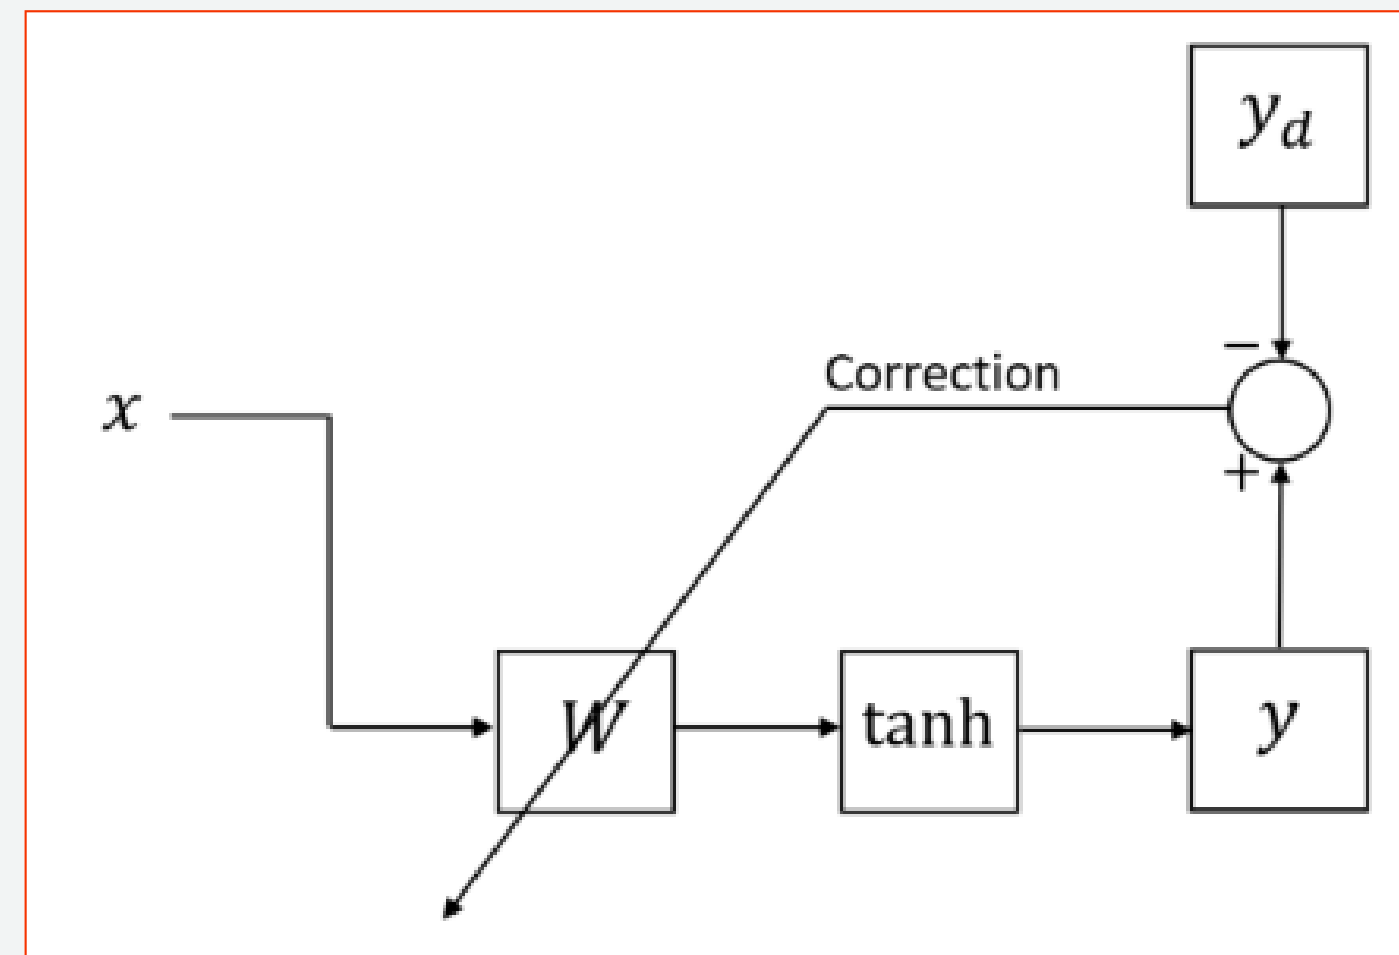 y_d
−
Correction
x
+
W
tanh
y